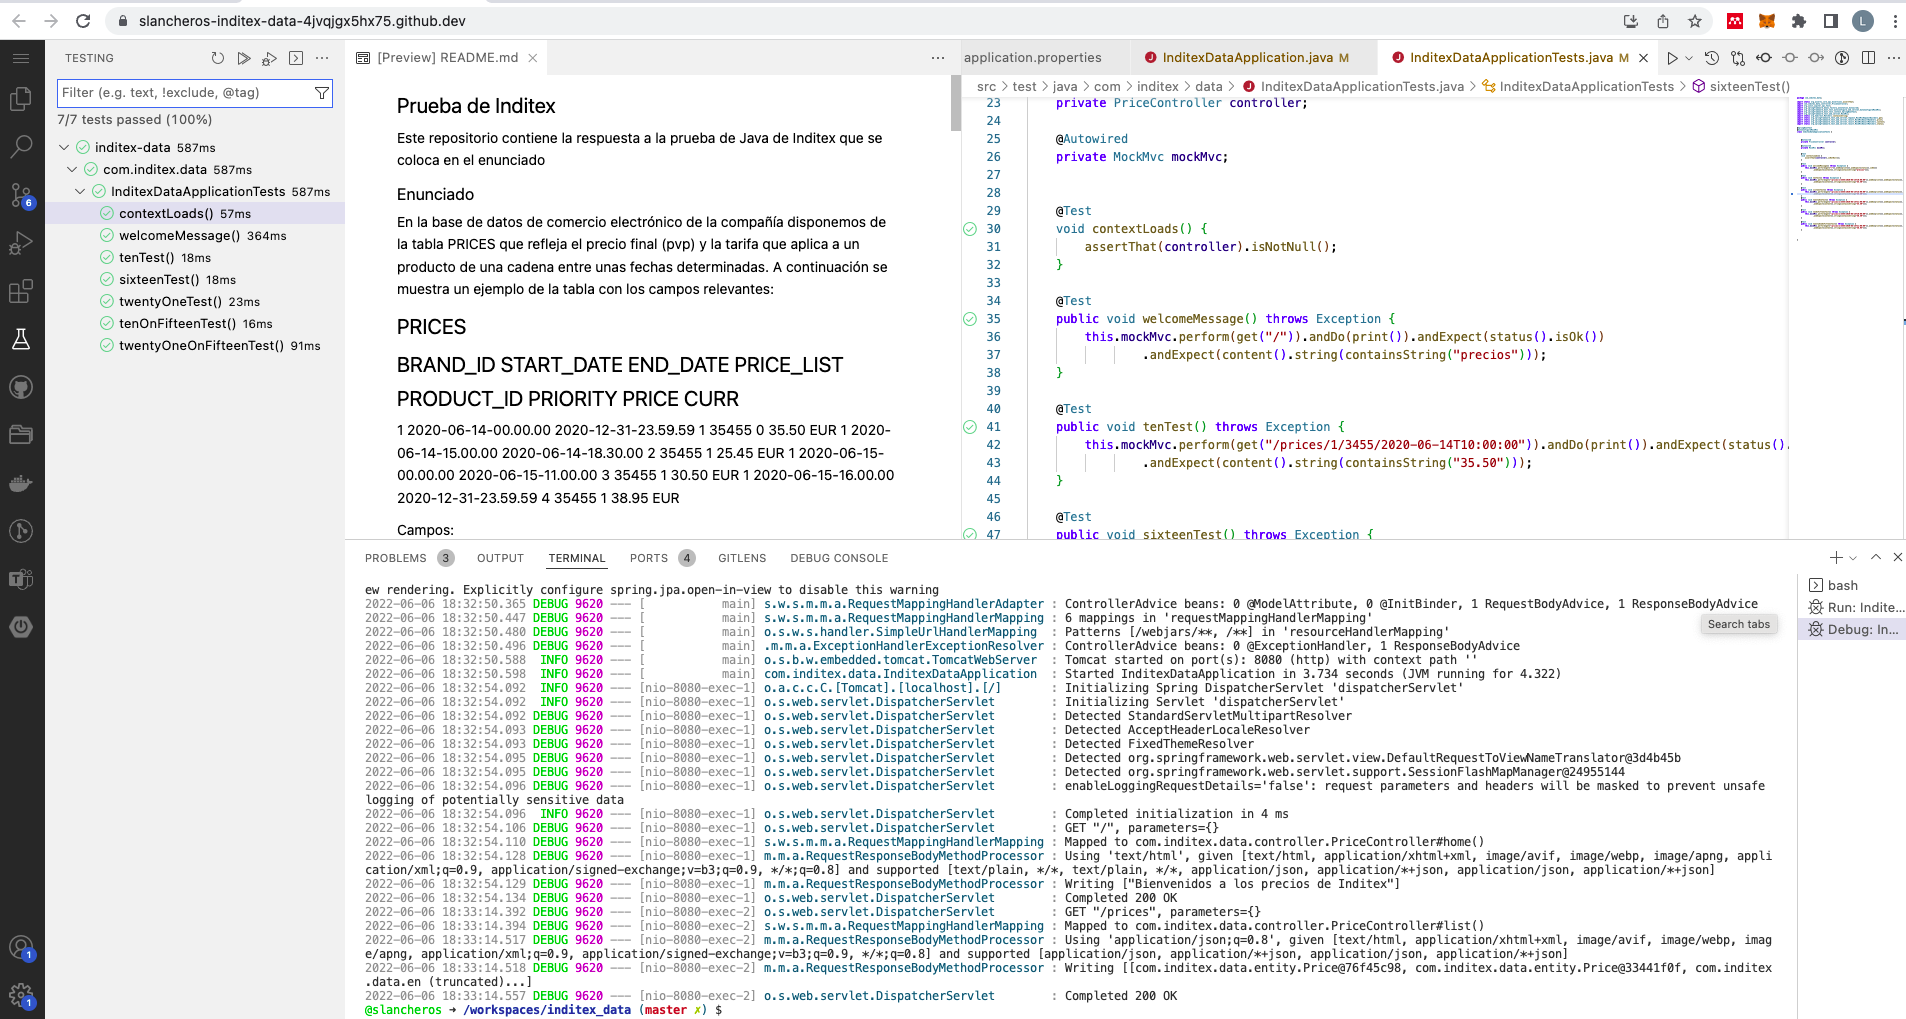 slancheros-inditex-data-4jvqjgx5hx75.github.dev
L
TESTING
Filter (e.g. text, !exclude, @tag)
7/7 tests passed (100%)
inditex-data 587ms
com.inditex.data 587ms
InditexDataApplicationTests 587ms
contextLoads() 57ms
welcomeMessage() 364ms
tenTest() 18ms
sixteenTest() 18ms
twentyOneTest() 23ms
tenOnFifteenTest() 16ms
twentyOneOnFifteenTest() 91ms
6
1
1
[Preview] README.md
Prueba de Inditex
Este repositorio contiene la respuesta a la prueba de Java de Inditex que se
coloca en el enunciado
Enunciado
En la base de datos de comercio electrónico de la compañía disponemos de
la tabla PRICES que refleja el precio final (pvp) y la tarifa que aplica a un
producto de una cadena entre unas fechas determinadas. A continuación se
muestra un ejemplo de la tabla con los campos relevantes:
PRICES
BRAND_ID START_DATE END_DATE PRICE_LIST
PRODUCT_ID PRIORITY PRICE CURR
1 2020-06-14-00.00.00 2020-12-31-23.59.59 1 35455 0 35.50 EUR 1 2020-
06-14-15.00.00 2020-06-14-18.30.00 2 35455 1 25.45 EUR 1 2020-06-15-
00.00.00 2020-06-15-11.00.00 3 35455 1 30.50 EUR 1 2020-06-15-16.00.00
2020-12-31-23.59.59 4 35455 1 38.95 EUR
Campos:
application.properties
InditexDataApplication.java M
InditexDataApplicationTests.java M
src > test > java > com > inditex > data > InditexDataApplicationTests.java > InditexDataApplicationTests > sixteenTest()
23 private PriceController controller;
24
25 @Autowired
26 private MockMvc mockMvc;
27
28
29 @Test
30 void contextLoads() {
31 assertThat(controller).isNotNull();
32 }
33
34 @Test
35 public void welcomeMessage() throws Exception {
36 this.mockMvc.perform(get("/")).andDo(print()).andExpect(status().isOk())
37 .andExpect(content().string(containsString("precios")));
38 }
39
40 @Test
41 public void tenTest() throws Exception {
42 this.mockMvc.perform(get("/prices/1/3455/2020-06-14T10:00:00")).andDo(print()).andExpect(status().
43 .andExpect(content().string(containsString("35.50")));
44 }
45
46 @Test
47 public void sixteenTest() throws Exception {
PROBLEMS 3 OUTPUT TERMINAL PORTS 4 GITLENS DEBUG CONSOLE
bash
Run: Indite...
Debug: In...
Search tabs
ew rendering. Explicitly configure spring.jpa.open-in-view to disable this warning
2022-06-06 18:32:50.365 DEBUG 9620 --- [           main] s.w.s.m.m.a.RequestMappingHandlerAdapter : ControllerAdvice beans: 0 @ModelAttribute, 0 @InitBinder, 1 RequestBodyAdvice, 1 ResponseBodyAdvice
2022-06-06 18:32:50.447 DEBUG 9620 --- [           main] s.w.s.m.m.a.RequestMappingHandlerMapping : 6 mappings in 'requestMappingHandlerMapping'
2022-06-06 18:32:50.480 DEBUG 9620 --- [           main] o.s.w.s.handler.SimpleUrlHandlerMapping : Patterns [/webjars/**, /**] in 'resourceHandlerMapping'
2022-06-06 18:32:50.496 DEBUG 9620 --- [           main] .m.m.a.ExceptionHandlerExceptionResolver : ControllerAdvice beans: 0 @ExceptionHandler, 1 ResponseBodyAdvice
2022-06-06 18:32:50.588 INFO 9620 --- [           main] o.s.b.w.embedded.tomcat.TomcatWebServer : Tomcat started on port(s): 8080 (http) with context path ''
2022-06-06 18:32:50.598 INFO 9620 --- [           main] com.inditex.data.InditexDataApplication : Started InditexDataApplication in 3.734 seconds (JVM running for 4.322)
2022-06-06 18:32:54.092 INFO 9620 --- [nio-8080-exec-1] o.a.c.c.C.[Tomcat].[localhost].[/] : Initializing Spring DispatcherServlet 'dispatcherServlet'
2022-06-06 18:32:54.092 INFO 9620 --- [nio-8080-exec-1] o.s.web.servlet.DispatcherServlet : Initializing Servlet 'dispatcherServlet'
2022-06-06 18:32:54.092 DEBUG 9620 --- [nio-8080-exec-1] o.s.web.servlet.DispatcherServlet : Detected StandardServletMultipartResolver
2022-06-06 18:32:54.093 DEBUG 9620 --- [nio-8080-exec-1] o.s.web.servlet.DispatcherServlet : Detected AcceptHeaderLocaleResolver
2022-06-06 18:32:54.093 DEBUG 9620 --- [nio-8080-exec-1] o.s.web.servlet.DispatcherServlet : Detected FixedThemeResolver
2022-06-06 18:32:54.095 DEBUG 9620 --- [nio-8080-exec-1] o.s.web.servlet.DispatcherServlet : Detected org.springframework.web.servlet.view.DefaultRequestToViewNameTranslator@3d4b45b
2022-06-06 18:32:54.095 DEBUG 9620 --- [nio-8080-exec-1] o.s.web.servlet.DispatcherServlet : Detected org.springframework.web.servlet.support.SessionFlashMapManager@24955144
2022-06-06 18:32:54.096 DEBUG 9620 --- [nio-8080-exec-1] o.s.web.servlet.DispatcherServlet : enableLoggingRequestDetails='false': request parameters and headers will be masked to prevent unsafe
logging of potentially sensitive data
2022-06-06 18:32:54.096 INFO 9620 --- [nio-8080-exec-1] o.s.web.servlet.DispatcherServlet : Completed initialization in 4 ms
2022-06-06 18:32:54.106 DEBUG 9620 --- [nio-8080-exec-1] o.s.web.servlet.DispatcherServlet : GET "/", parameters={}
2022-06-06 18:32:54.110 DEBUG 9620 --- [nio-8080-exec-1] s.w.s.m.m.a.RequestMappingHandlerMapping : Mapped to com.inditex.data.controller.PriceController#home()
2022-06-06 18:32:54.128 DEBUG 9620 --- [nio-8080-exec-1] m.m.a.RequestResponseBodyMethodProcessor : Using 'text/html', given [text/html, application/xhtml+xml, image/avif, image/webp, image/apng, appli
cation/xml;q=0.9, application/signed-exchange;v=b3;q=0.9, */*;q=0.8] and supported [text/plain, */*, text/plain, */*, application/json, application/*+json, application/json, application/*+json]
2022-06-06 18:32:54.129 DEBUG 9620 --- [nio-8080-exec-1] m.m.a.RequestResponseBodyMethodProcessor : Writing ["Bienvenidos a los precios de Inditex"]
2022-06-06 18:32:54.134 DEBUG 9620 --- [nio-8080-exec-1] o.s.web.servlet.DispatcherServlet : Completed 200 OK
2022-06-06 18:33:14.392 DEBUG 9620 --- [nio-8080-exec-2] o.s.web.servlet.DispatcherServlet : GET "/prices", parameters={}
2022-06-06 18:33:14.394 DEBUG 9620 --- [nio-8080-exec-2] s.w.s.m.m.a.RequestMappingHandlerMapping : Mapped to com.inditex.data.controller.PriceController#list()
2022-06-06 18:33:14.517 DEBUG 9620 --- [nio-8080-exec-2] m.m.a.RequestResponseBodyMethodProcessor : Using 'application/json;q=0.8', given [text/html, application/xhtml+xml, image/avif, image/webp, imag
e/apng, application/xml;q=0.9, application/signed-exchange;v=b3;q=0.9, */*;q=0.8] and supported [application/json, application/*+json, application/json, application/*+json]
2022-06-06 18:33:14.518 DEBUG 9620 --- [nio-8080-exec-2] m.m.a.RequestResponseBodyMethodProcessor : Writing [[com.inditex.data.entity.Price@76f45c98, com.inditex.data.entity.Price@33441f0f, com.inditex
.data.en (truncated)...]
2022-06-06 18:33:14.557 DEBUG 9620 --- [nio-8080-exec-2] o.s.web.servlet.DispatcherServlet : Completed 200 OK
@slancheros ➜ /workspaces/inditex_data (master ✗) $